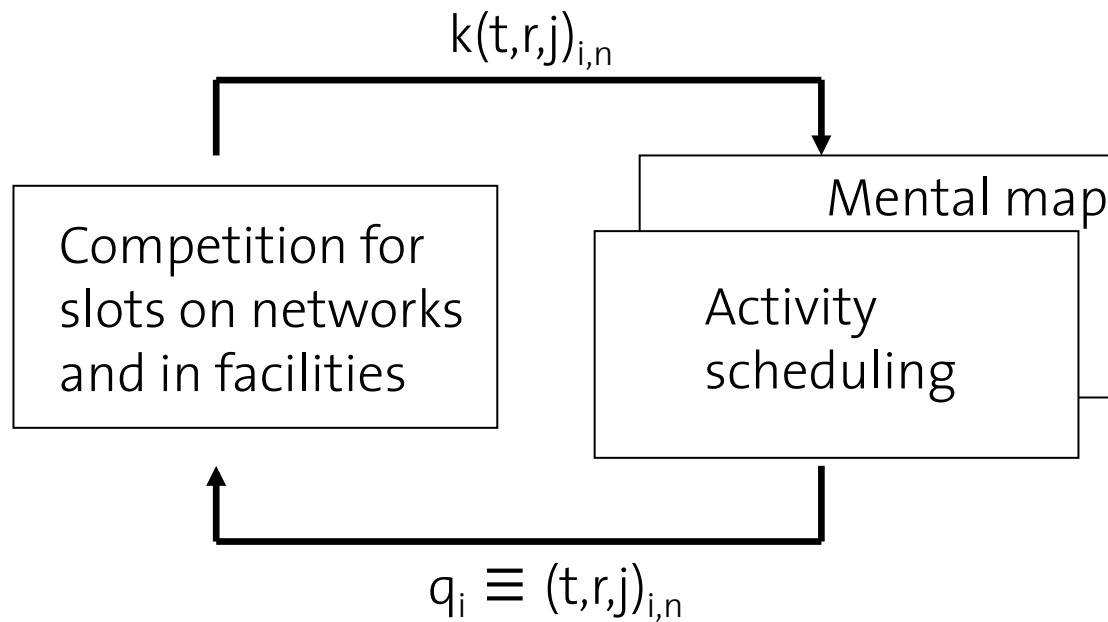 k(t,r,j)i,n
Mental map
Competition for
slots on networks
and in facilities
Activity
scheduling
qi ≡ (t,r,j)i,n